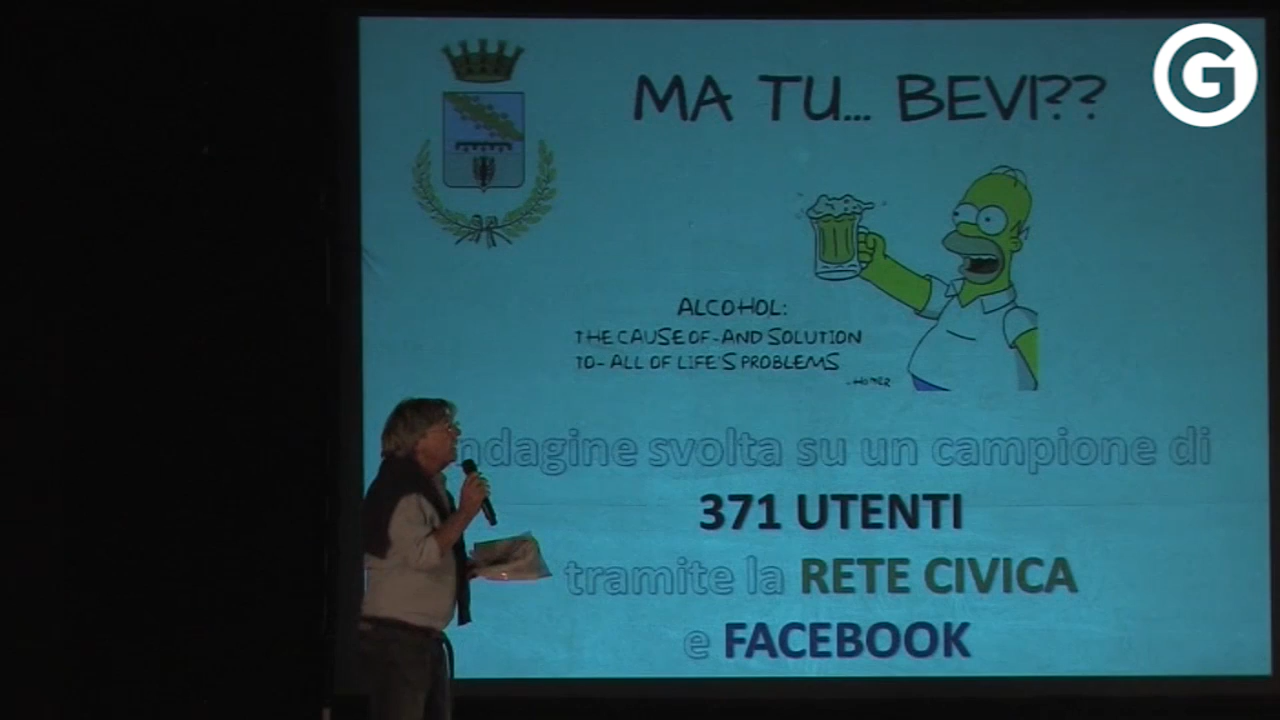 G
MA TU... BEVI??
ALCOHOL:
THE CAUSE OF-AND SOLUTION
TO- ALL OF LIFE'S PROBLEMS
-HOMER
ndagine svolta su un campione di
371 UTENTI
tramite la RETE CIVICA
e FACEBOOK